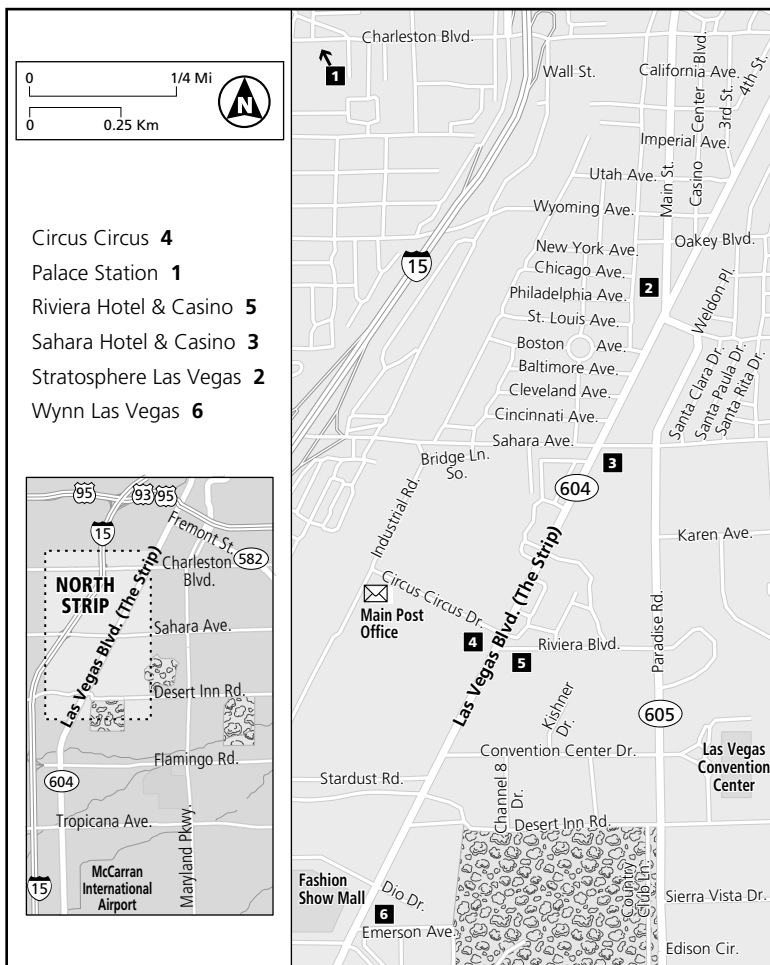 0 1/4 Mi
0 0.25 Km
N
Circus Circus 4
Palace Station 1
Riviera Hotel & Casino 5
Sahara Hotel & Casino 3
Stratosphere Las Vegas 2
Wynn Las Vegas 6
95
93
95
15
Fremont St.
582
Charleston
Blvd.
NORTH
STRIP
Las Vegas Blvd. (The Strip)
Sahara Ave.
Desert Inn Rd.
Flamingo Rd.
604
Tropicana Ave.
Maryland Pkwy.
McCarran
International
Airport
15
Charleston Blvd.
1
Wall St.
California Ave.
Main St.
Casino Center Blvd.
3rd St.
4th St.
Imperial Ave.
Utah Ave.
Wyoming Ave.
New York Ave.
Oakey Blvd.
15
Chicago Ave.
2
Philadelphia Ave.
Weldon Pl.
St. Louis Ave.
Boston Ave.
Baltimore Ave.
Cleveland Ave.
Cincinnati Ave.
Santa Clara Dr.
Santa Paula Dr.
Santa Rita Dr.
Sahara Ave.
Bridge Ln.
So.
3
604
Industrial Rd.
Karen Ave.
Circus Circus Dr.
Main Post
Office
Las Vegas Blvd. (The Strip)
4
Riviera Blvd.
5
Paradise Rd.
Kishner
Dr.
605
Convention Center Dr.
Las Vegas
Convention
Center
Stardust Rd.
Channel 8
Dr.
Desert Inn Rd.
Fashion
Show Mall
Dio Dr.
6
Emerson Ave.
Country
Club Ln.
Sierra Vista Dr.
Edison Cir.